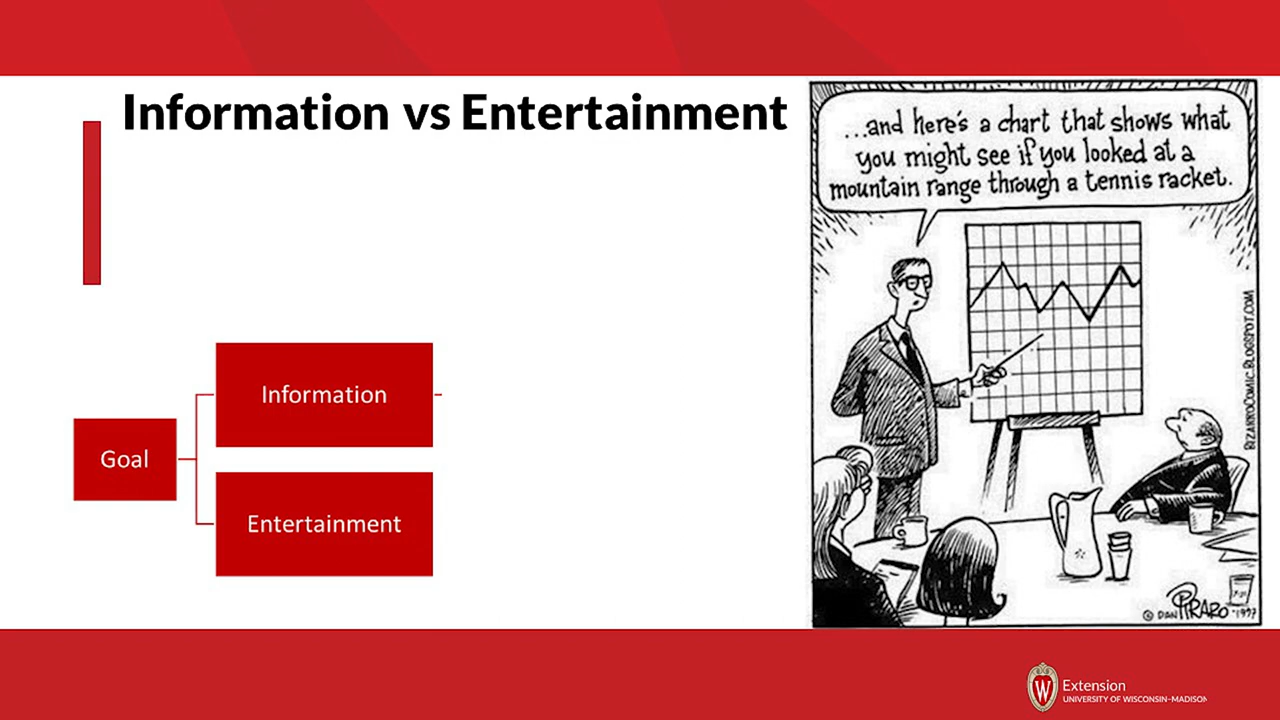 Information vs Entertainment
...and here's a chart that shows what
you might see if you looked at a
mountain range through a tennis racket.
Goal
Information
Entertainment
BIZARROCOMIC.BLOGSPOT.COM
© DAN PIRARO ·1997
W
Extension
UNIVERSITY OF WISCONSIN-MADISON